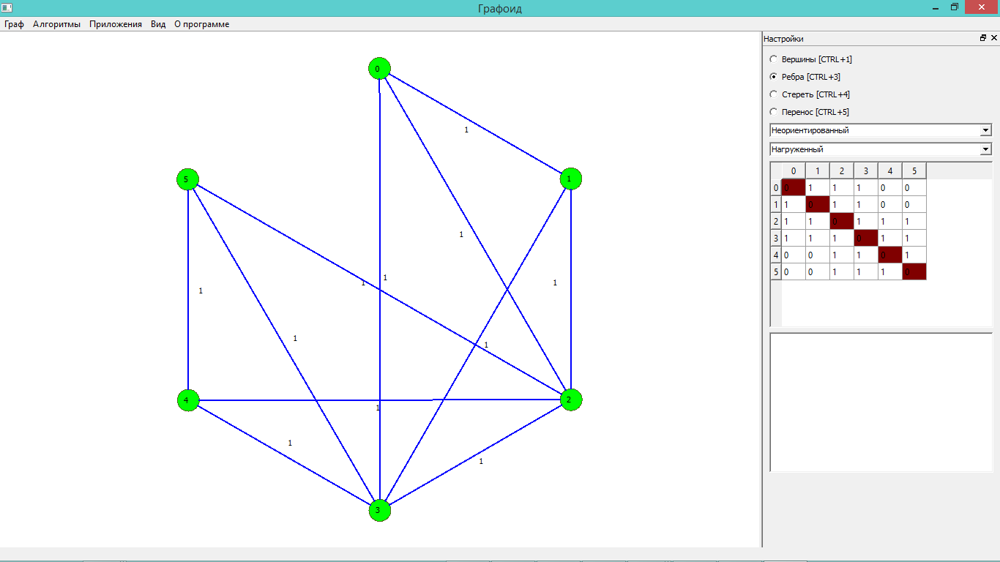 Графоид
Граф Алгоритмы Приложения Вид О программе
Настройки
Вершины [CTRL+1]
Ребра [CTRL+3]
Стереть [CTRL+4]
Перенос [CTRL+5]
Неориентированный
Нагруженный
0 1 2 3 4 5
0 0 1 1 1 0 0
1 1 0 1 1 0 0
2 1 1 0 1 1 1
3 1 1 1 0 1 1
4 0 0 1 1 0 1
5 0 0 1 1 1 0
0
1
5
1
1
1
1 1
1
1
1
1
4
2
1
1
1
3